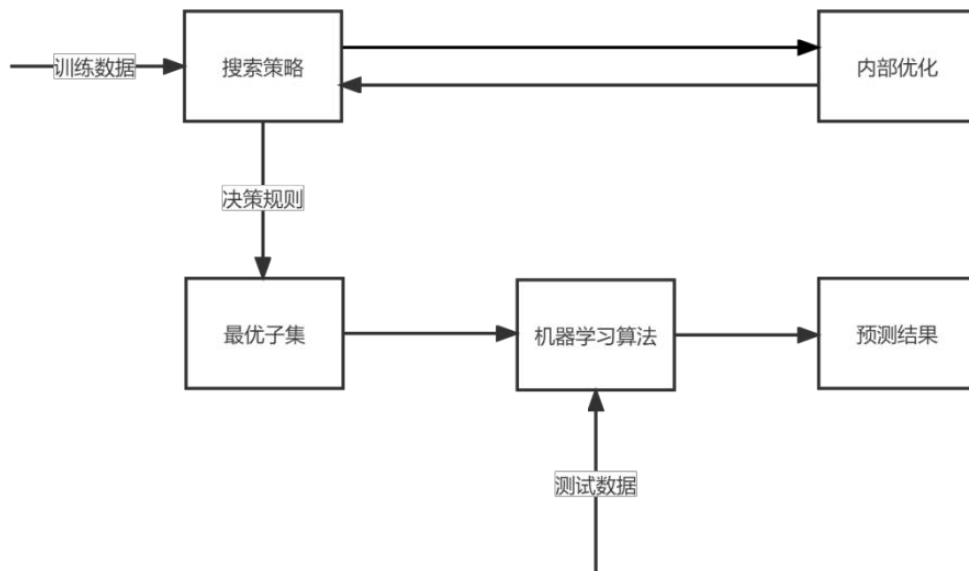 训练数据
搜索策略
内部优化
决策规则
最优子集
机器学习算法
预测结果
测试数据